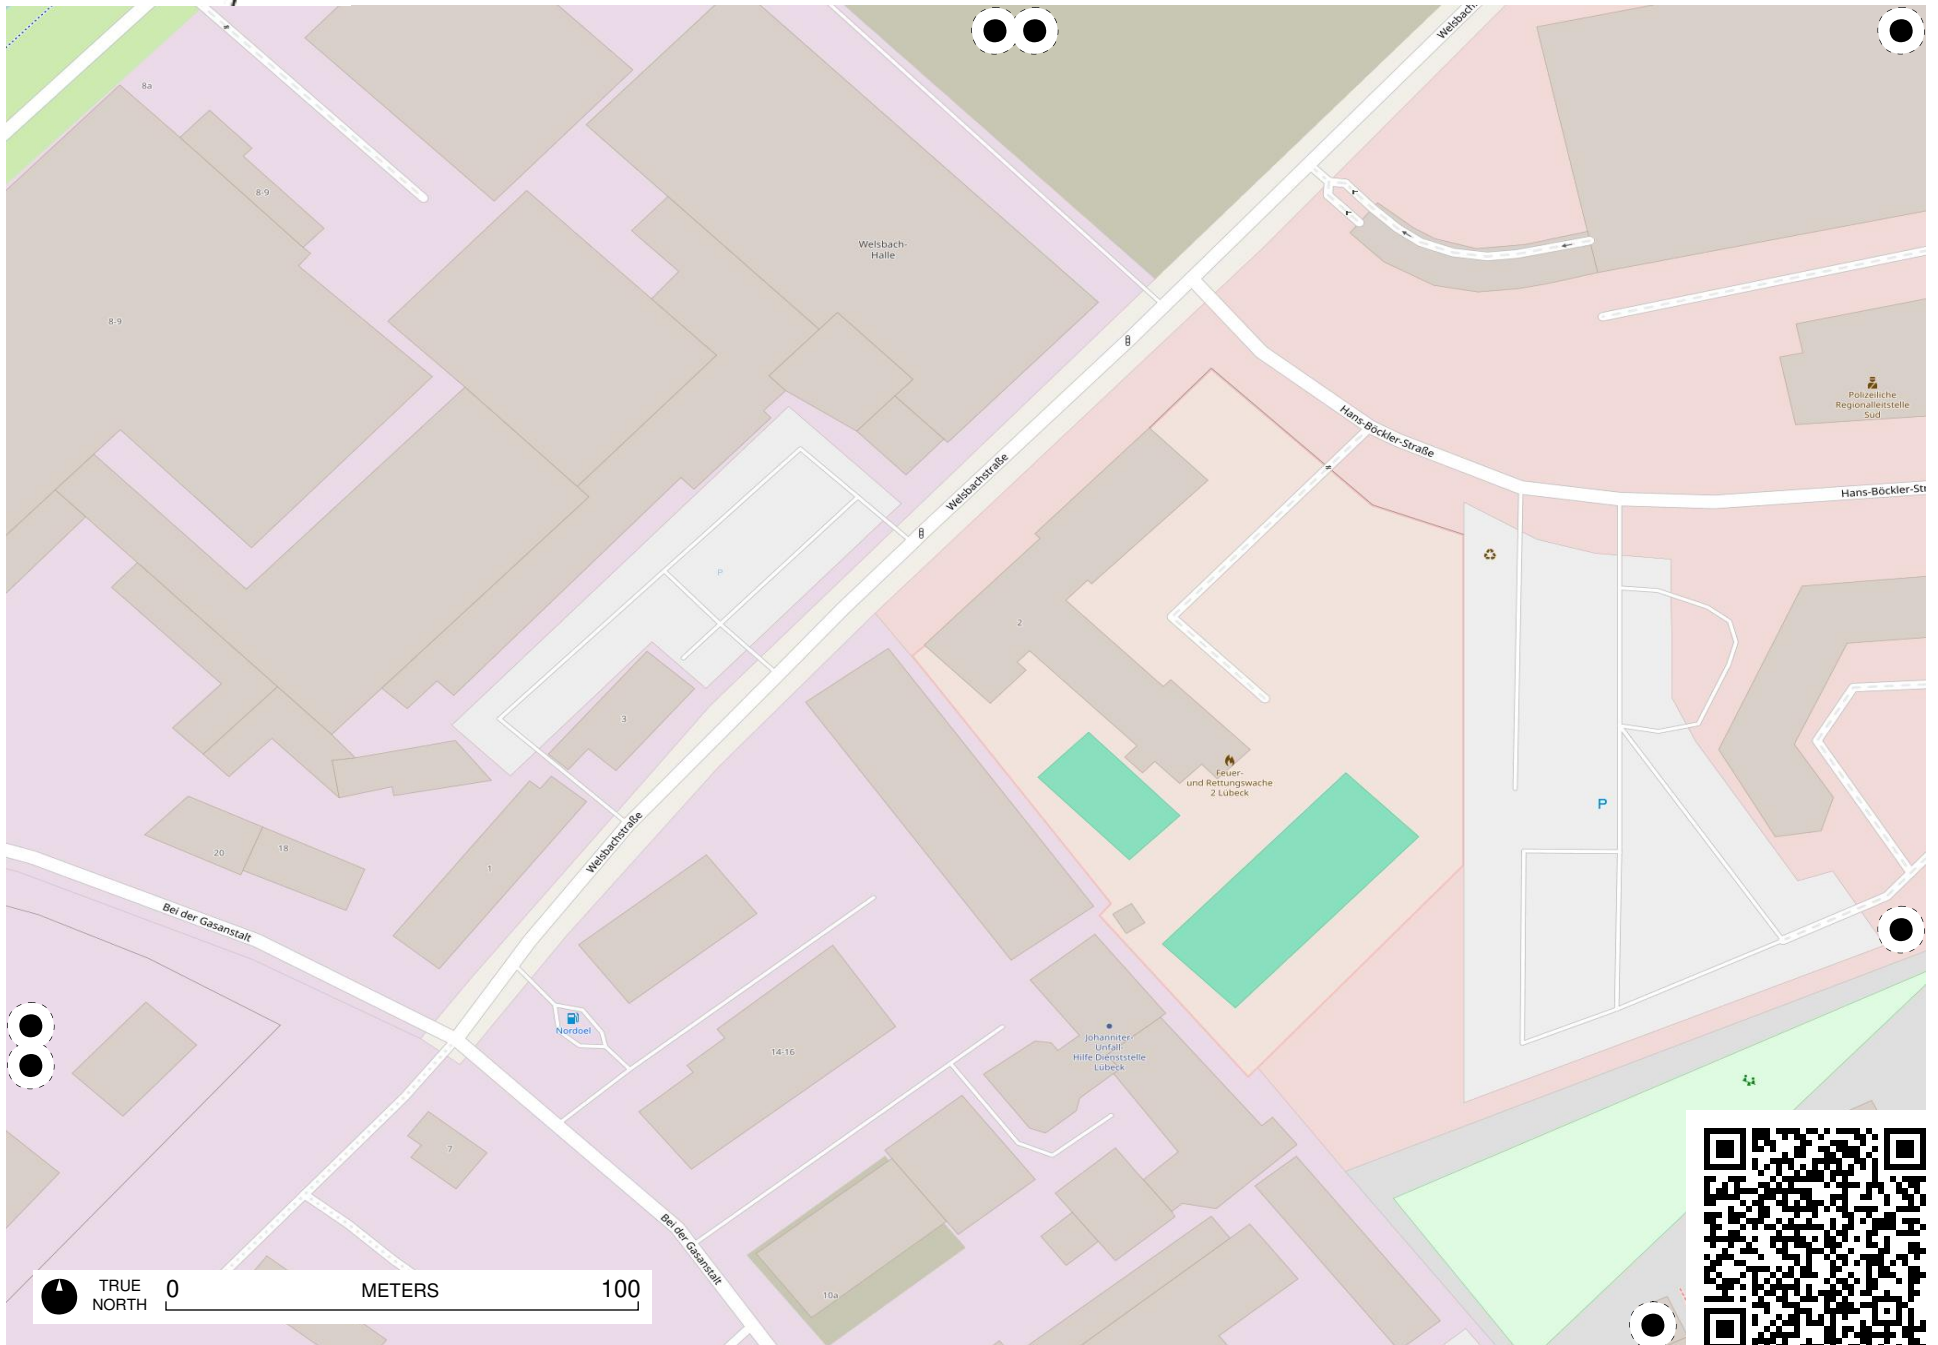 Welsbach
8a
8-9
Welsbach-
Halle
8-9
Polizeiliche
Regionalleitstelle
Süd
Hans-Böckler-Straße
Welsbachstraße
Hans-Böckler-Str
P
2
3
Feuer-
und Rettungswache
2 Lübeck
P
Welsbachstraße
20
18
1
Bei der Gasanstalt
Nordoel
14-16
Johanniter-
Unfall-
Hilfe Dienststelle
Lübeck
7
Bei der Gasanstalt
10a
TRUE
NORTH
0 METERS 100